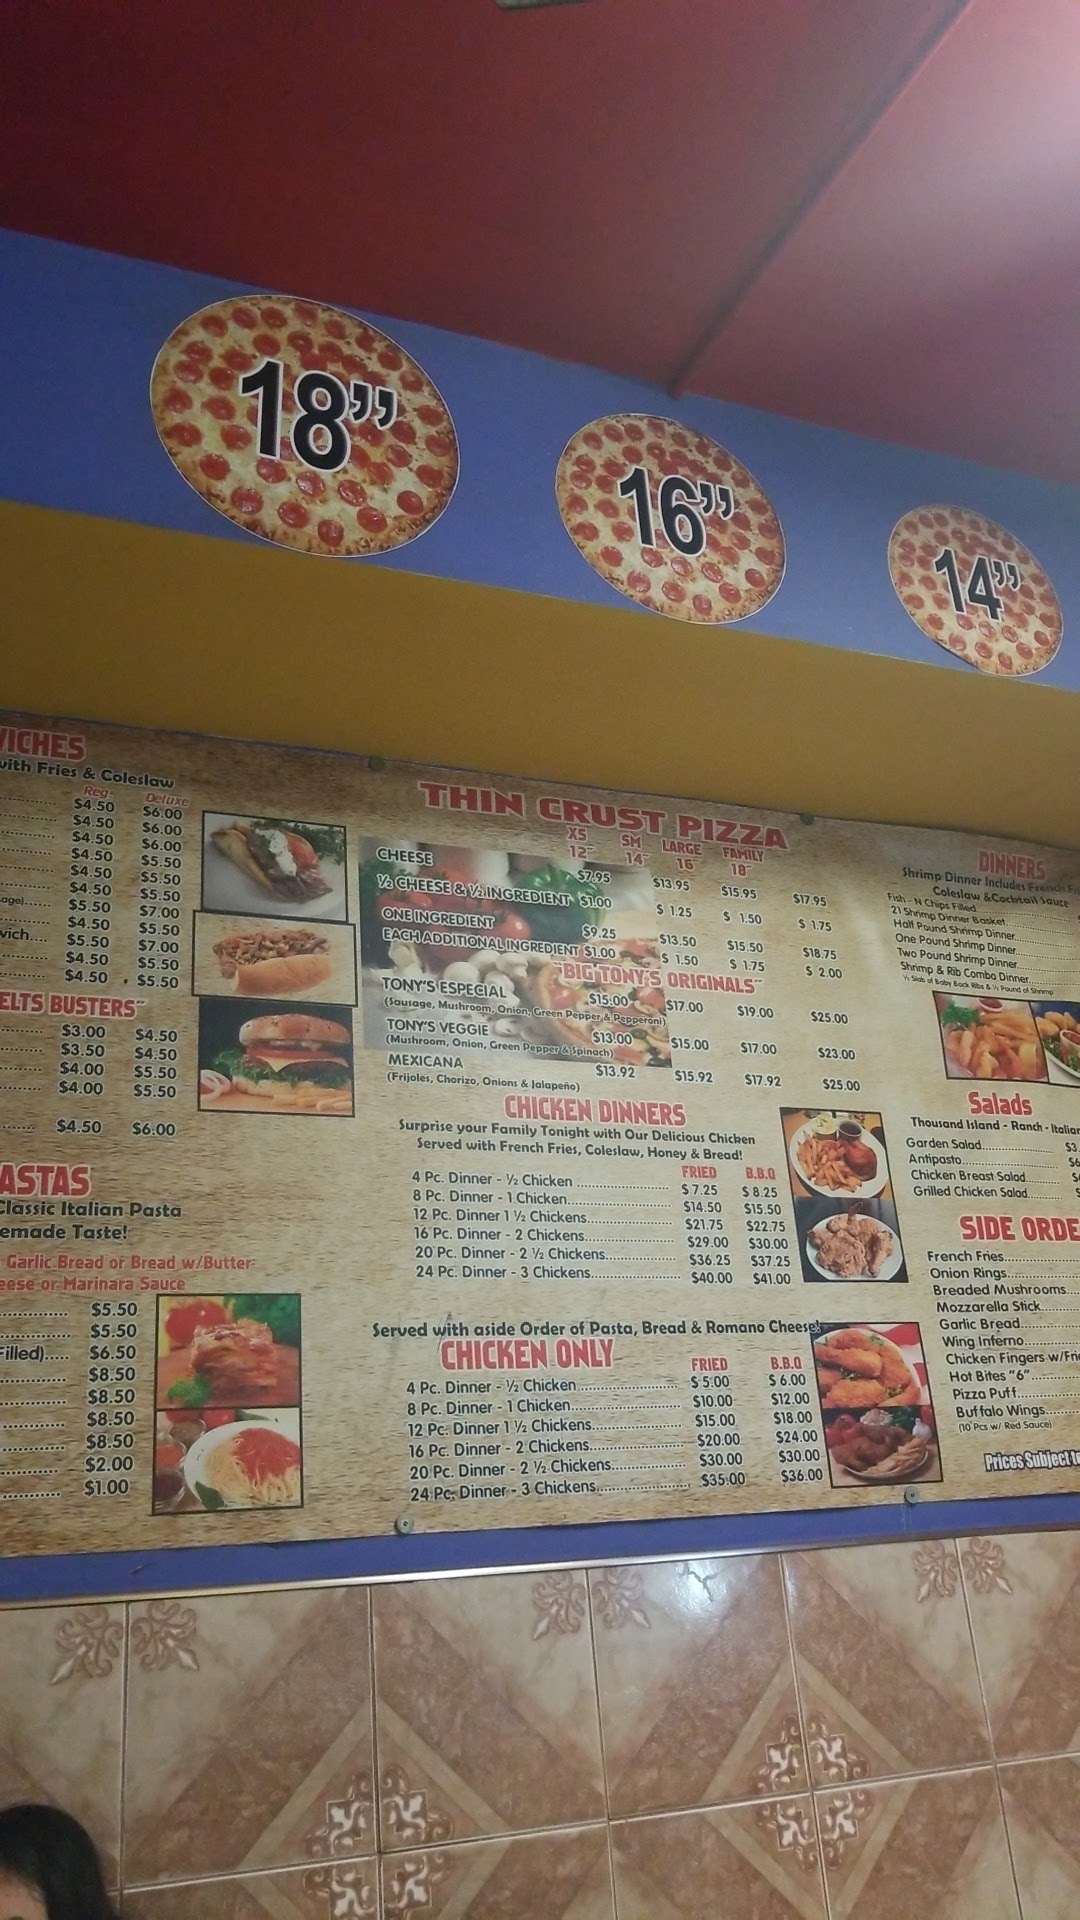 18’’
16’’
14’’
with Fries & Coleslaw
Reg. Deluxe
$4.50 $6.00
$4.50 $6.00
$4.50 $6.00
$4.50 $5.50
$4.50 $5.50
$4.50 $5.50
$5.50 $7.00
$4.50 $5.50
$5.50 $7.00
$4.50 $5.50
$4.50 $5.50
BUSTERS
$3.00 $4.50
$3.50 $4.50
$4.00 $5.50
$4.00 $5.50
$4.50 $6.00
Classic Italian Pasta
Taste!
Garlic Bread or Bread w/Butter
or Marinara Sauce
$5.50
$5.50
$6.50
$8.50
$8.50
$8.50
$8.50
$2.00
$1.00
THIN CRUST PIZZA
XS SM LARGE FAMILY
12" 14" 16" 18"
CHEESE $7.95 $13.95 $15.95 $17.95
½ CHEESE & ½ INGREDIENT $1.00 $ 1.25 $ 1.50 $ 1.75
ONE INGREDIENT $9.25 $13.50 $15.50 $18.75
EACH ADDITIONAL INGREDIENT $1.00 $ 1.50 $ 1.75 $ 2.00
"BIG TONY'S ORIGINALS"
TONY'S ESPECIAL $15.00 $17.00 $19.00 $25.00
(Sausage, Mushroom, Onion, Green Pepper & Pepperoni)
TONY'S VEGGIE $13.00 $15.00 $17.00 $23.00
(Mushroom, Onion, Green Pepper & Spinach)
MEXICANA $13.92 $15.92 $17.92 $25.00
(Frijoles, Chorizo, Onions & Jalapeño)
CHICKEN DINNERS
Surprise your Family Tonight with Our Delicious Chicken
Served with French Fries, Coleslaw, Honey & Bread!
FRIED B.B.Q
4 Pc. Dinner - ½ Chicken $ 7.25 $ 8.25
8 Pc. Dinner - 1 Chicken $14.50 $15.50
12 Pc. Dinner 1 ½ Chickens $21.75 $22.75
16 Pc. Dinner - 2 Chickens $29.00 $30.00
20 Pc. Dinner - 2 ½ Chickens $36.25 $37.25
24 Pc. Dinner - 3 Chickens $40.00 $41.00
Served with aside Order of Pasta, Bread & Romano Cheese!
CHICKEN ONLY
FRIED B.B.Q
4 Pc. Dinner - ½ Chicken $ 5.00 $ 6.00
8 Pc. Dinner - 1 Chicken $10.00 $12.00
12 Pc. Dinner 1 ½ Chickens $15.00 $18.00
16 Pc. Dinner - 2 Chickens $20.00 $24.00
20 Pc. Dinner - 2 ½ Chickens $30.00 $30.00
24 Pc. Dinner - 3 Chickens $35.00 $36.00
DINNERS
Shrimp Dinner Includes French
Coleslaw & Cocktail Sauce
Fish - N Chips Filled
21 Shrimp Dinner Basket
Half Pound Shrimp Dinner
One Pound Shrimp Dinner
Two Pound Shrimp Dinner
Shrimp & Rib Combo Dinner
½ Slab of Baby Back Ribs & ½ Pound of Shrimp
Salads
Thousand Island - Ranch - Italian
Garden Salad
Antipasto
Chicken Breast Salad
Grilled Chicken Salad
SIDE
French Fries
Onion Rings
Breaded Mushrooms
Mozzarella Stick
Garlic Bread
Wing Inferno
Chicken Fingers w/
Hot Bites "6"
Pizza Puff
Buffalo Wings
(10 Pcs w/ Red Sauce)
Prices Subject